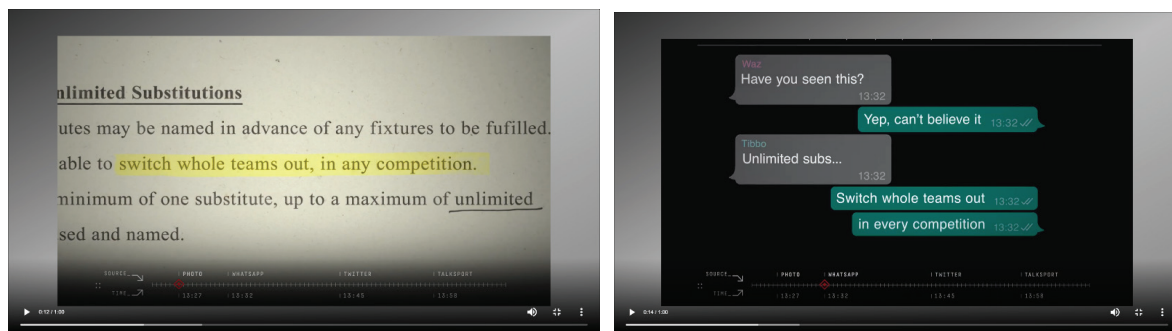 nlimited Substitutions
utes may be named in advance of any fixtures to be fufilled.
able to switch whole teams out, in any competition.
minimum of one substitute, up to a maximum of unlimited
sed and named.
SOURCE
PHOTO
WHATSAPP
TWITTER
TALKSPORT
TIME
13:27
13:32
13:45
13:58
0:12 / 1:00
Waz
Have you seen this?
13:32
Yep, can't believe it 13:32
Tibbo
Unlimited subs...
13:32
Switch whole teams out 13:32
in every competition 13:32
SOURCE
PHOTO
WHATSAPP
TWITTER
TALKSPORT
TIME
13:27
13:32
13:45
13:58
0:14 / 1:00